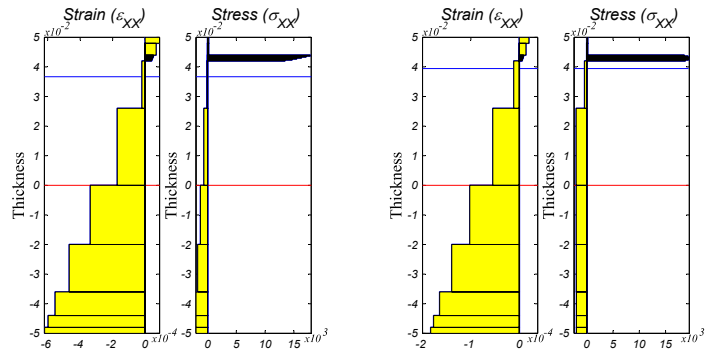 Strain (εXX)
Stress (σXX)
Strain (εXX)
Stress (σXX)
x10-2
x10-2
x10-2
x10-2
5
4
3
2
1
0
-1
-2
-3
-4
-5
Thickness
-6 -4 -2 0
x10-4
5
4
3
2
1
0
-1
-2
-3
-4
-5
Thickness
0 5 10 15
x103
5
4
3
2
1
0
-1
-2
-3
-4
-5
Thickness
-2 -1 0
x10-4
5
4
3
2
1
0
-1
-2
-3
-4
-5
Thickness
0 5 10 15
x103